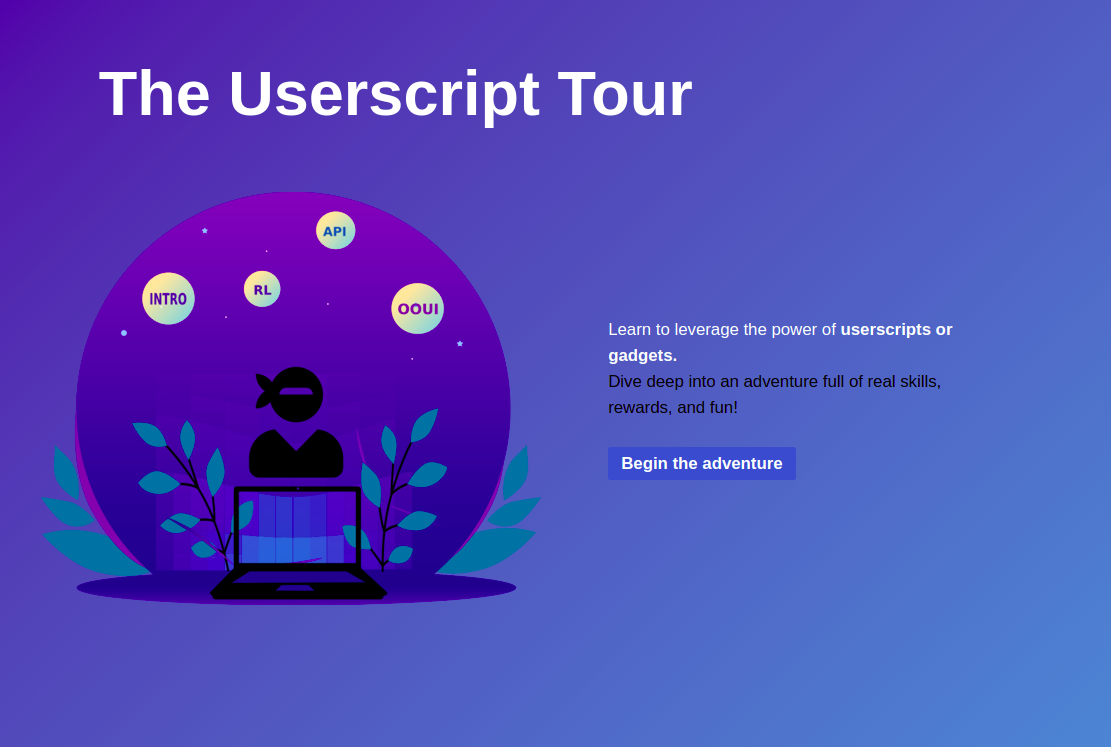 The Userscript Tour
API
INTRO
RL
OOUI
Learn to leverage the power of userscripts or
gadgets.
Dive deep into an adventure full of real skills,
rewards, and fun!
Begin the adventure